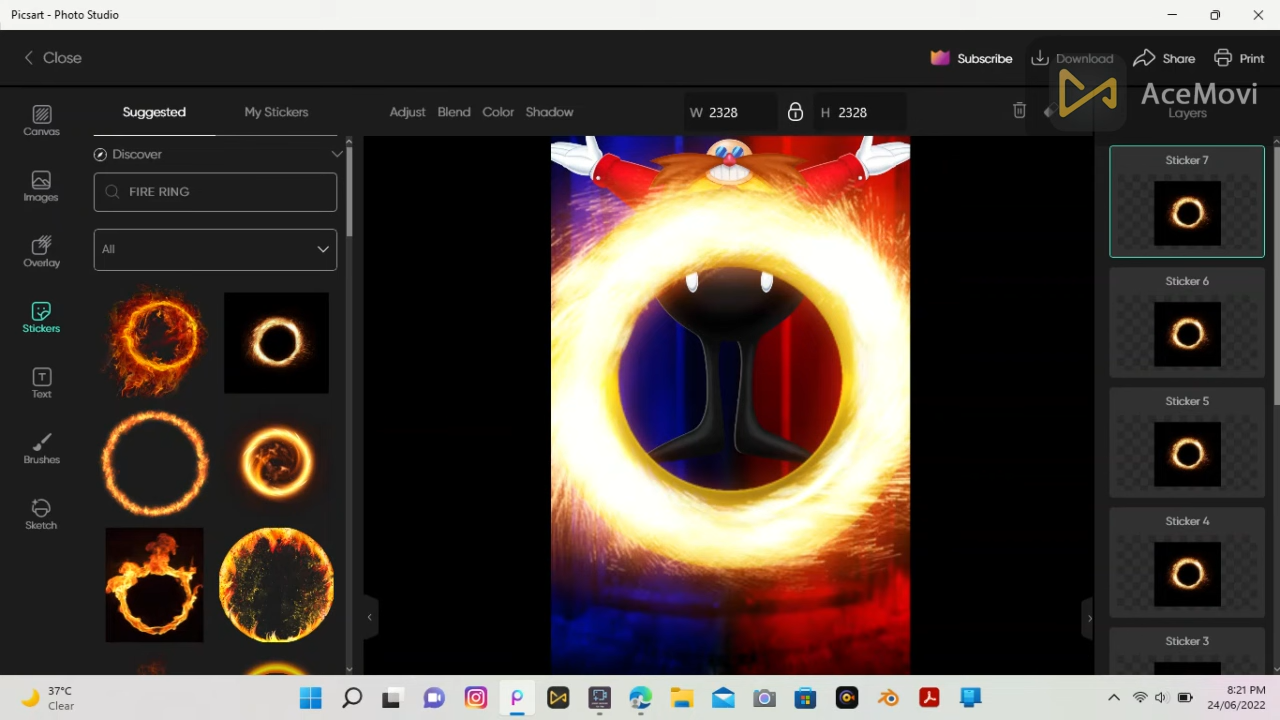 Picsart - Photo Studio
Close
Subscribe
Download
Share
Print
AceMovi
Suggested
My Stickers
Adjust
Blend
Color
Shadow
W 2328
H 2328
Layers
Canvas
Images
Overlay
Stickers
Text
Brushes
Sketch
Discover
FIRE RING
All
Sticker 7
Sticker 6
Sticker 5
Sticker 4
Sticker 3
37°C
Clear
8:21 PM
24/06/2022